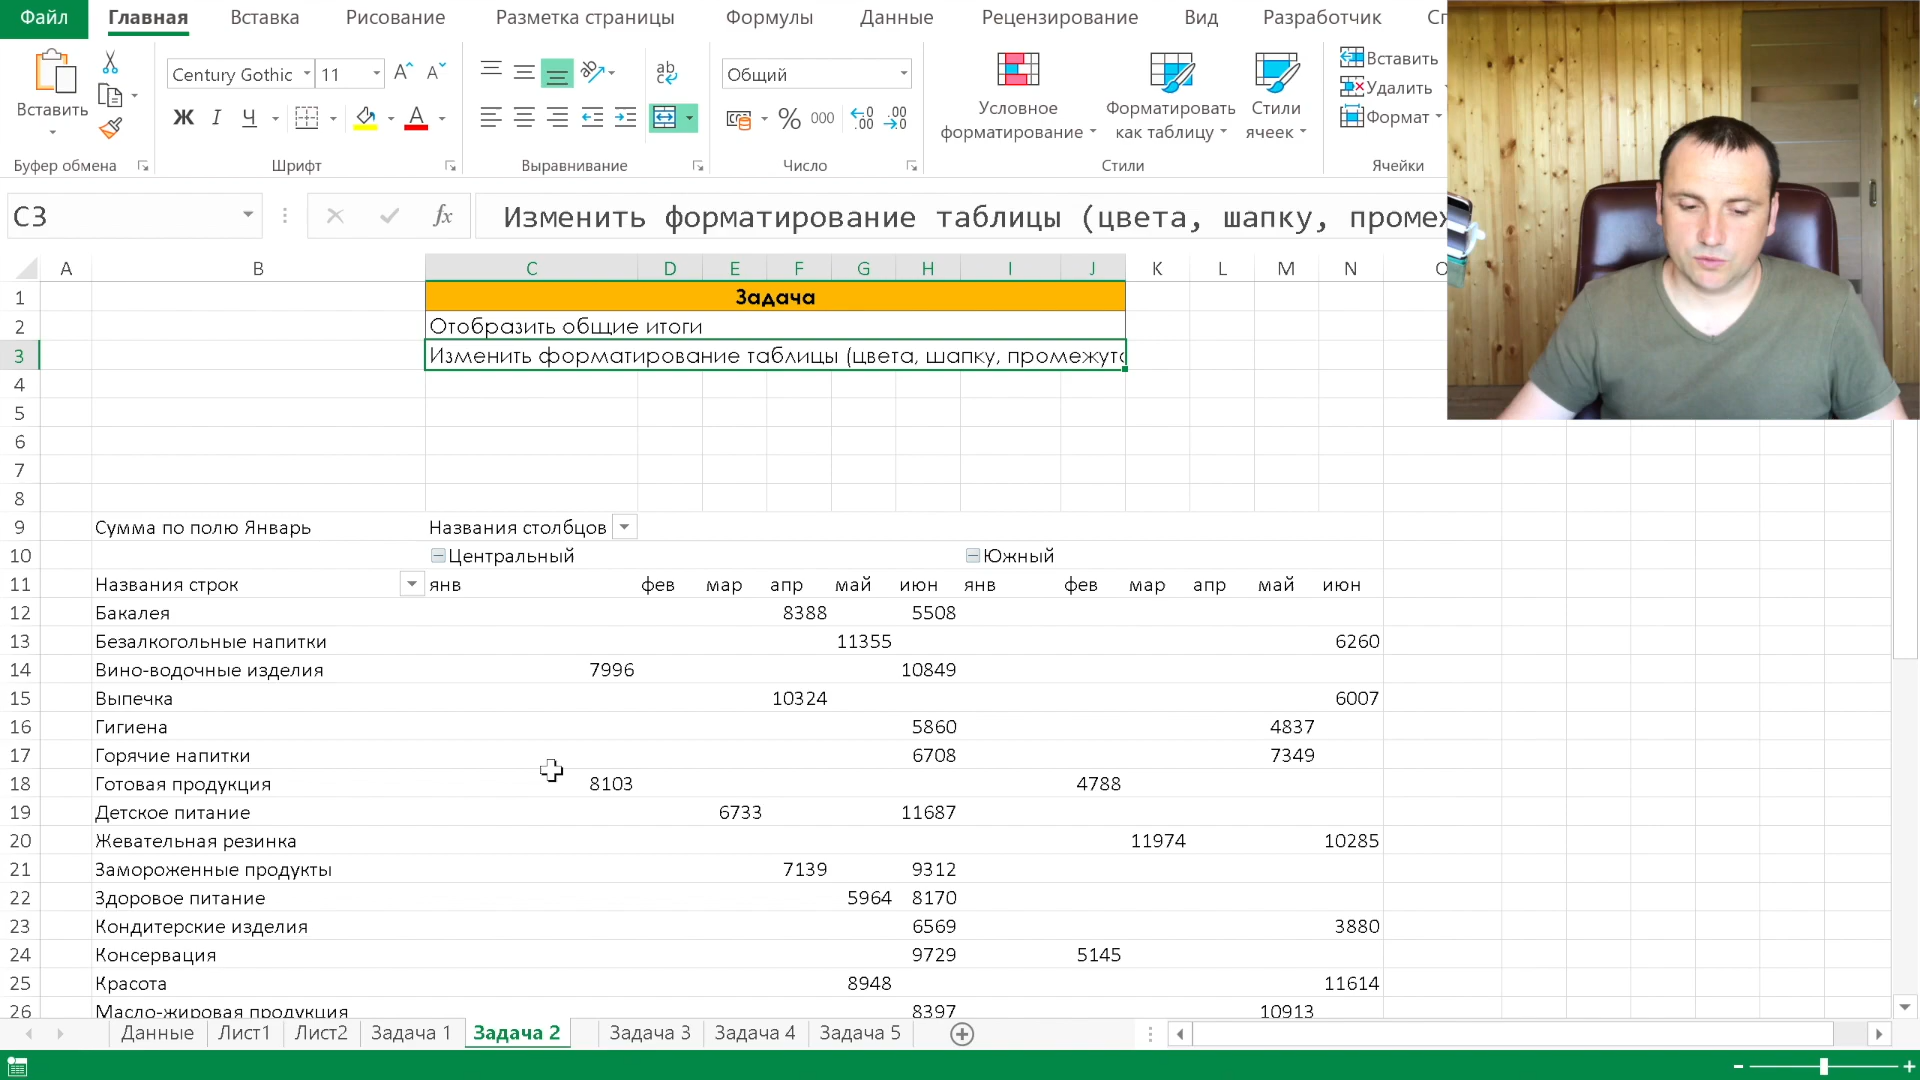 Файл Главная Вставка Рисование Разметка страницы Формулы Данные Рецензирование Вид Разработчик Сп
Century Gothic 11 ab Общий Вставить
Вставить Удалить
Ж К Ч А % 000 Условное форматирование Форматировать как таблицу Стили ячеек Формат
Буфер обмена Шрифт Выравнивание Число Стили Ячейки
C3 fx Изменить форматирование таблицы (цвета, шапку, промеж
A B C D E F G H I J K L M N O
1 Задача
2 Отобразить общие итоги
3 Изменить форматирование таблицы (цвета, шапку, промежуто
4
5
6
7
8
9 Сумма по полю Январь Названия столбцов
10 Центральный Южный
11 Названия строк янв фев мар апр май июн янв фев мар апр май июн
12 Бакалея 8388 5508
13 Безалкогольные напитки 11355 6260
14 Вино-водочные изделия 7996 10849
15 Выпечка 10324 6007
16 Гигиена 5860 4837
17 Горячие напитки 6708 7349
18 Готовая продукция 8103 4788
19 Детское питание 6733 11687
20 Жевательная резинка 11974 10285
21 Замороженные продукты 7139 9312
22 Здоровое питание 5964 8170
23 Кондитерские изделия 6569 3880
24 Консервация 9729 5145
25 Красота 8948 11614
26 Масло-жировая продукция 8397 10913
Данные Лист1 Лист2 Задача 1 Задача 2 Задача 3 Задача 4 Задача 5